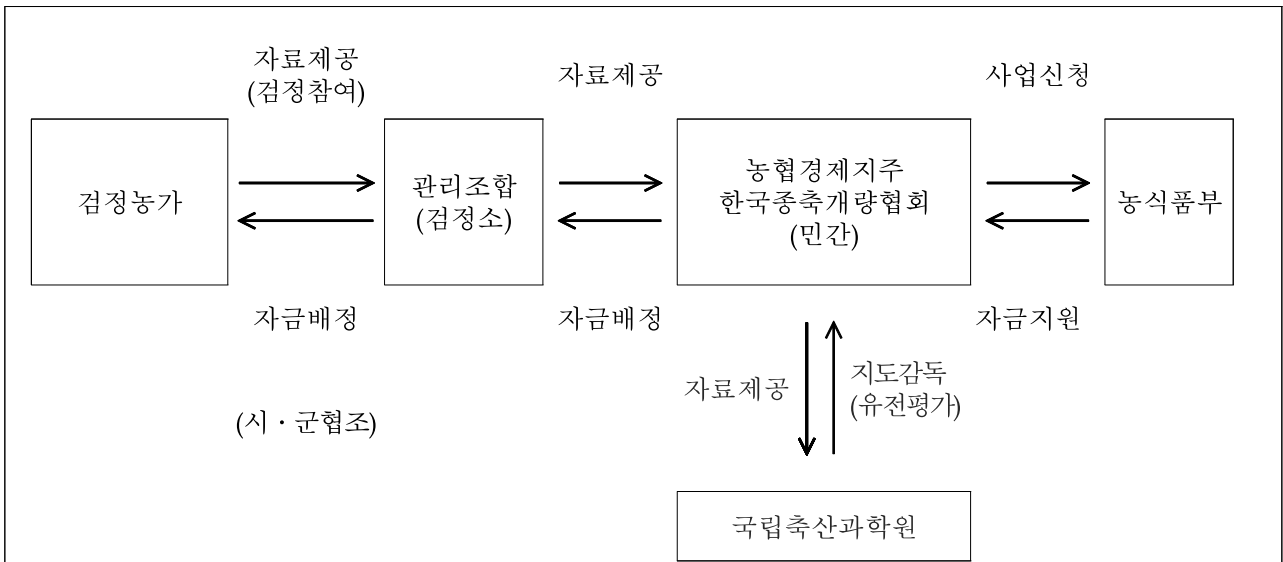 자료제공
(검정참여)
자료제공
사업신청
검정농가
관리조합
(검정소)
농협경제지주
한국종축개량협회
(민간)
농식품부
자금배정
자금배정
자금지원
자료제공
지도감독
(유전평가)
(시·군협조)
국립축산과학원